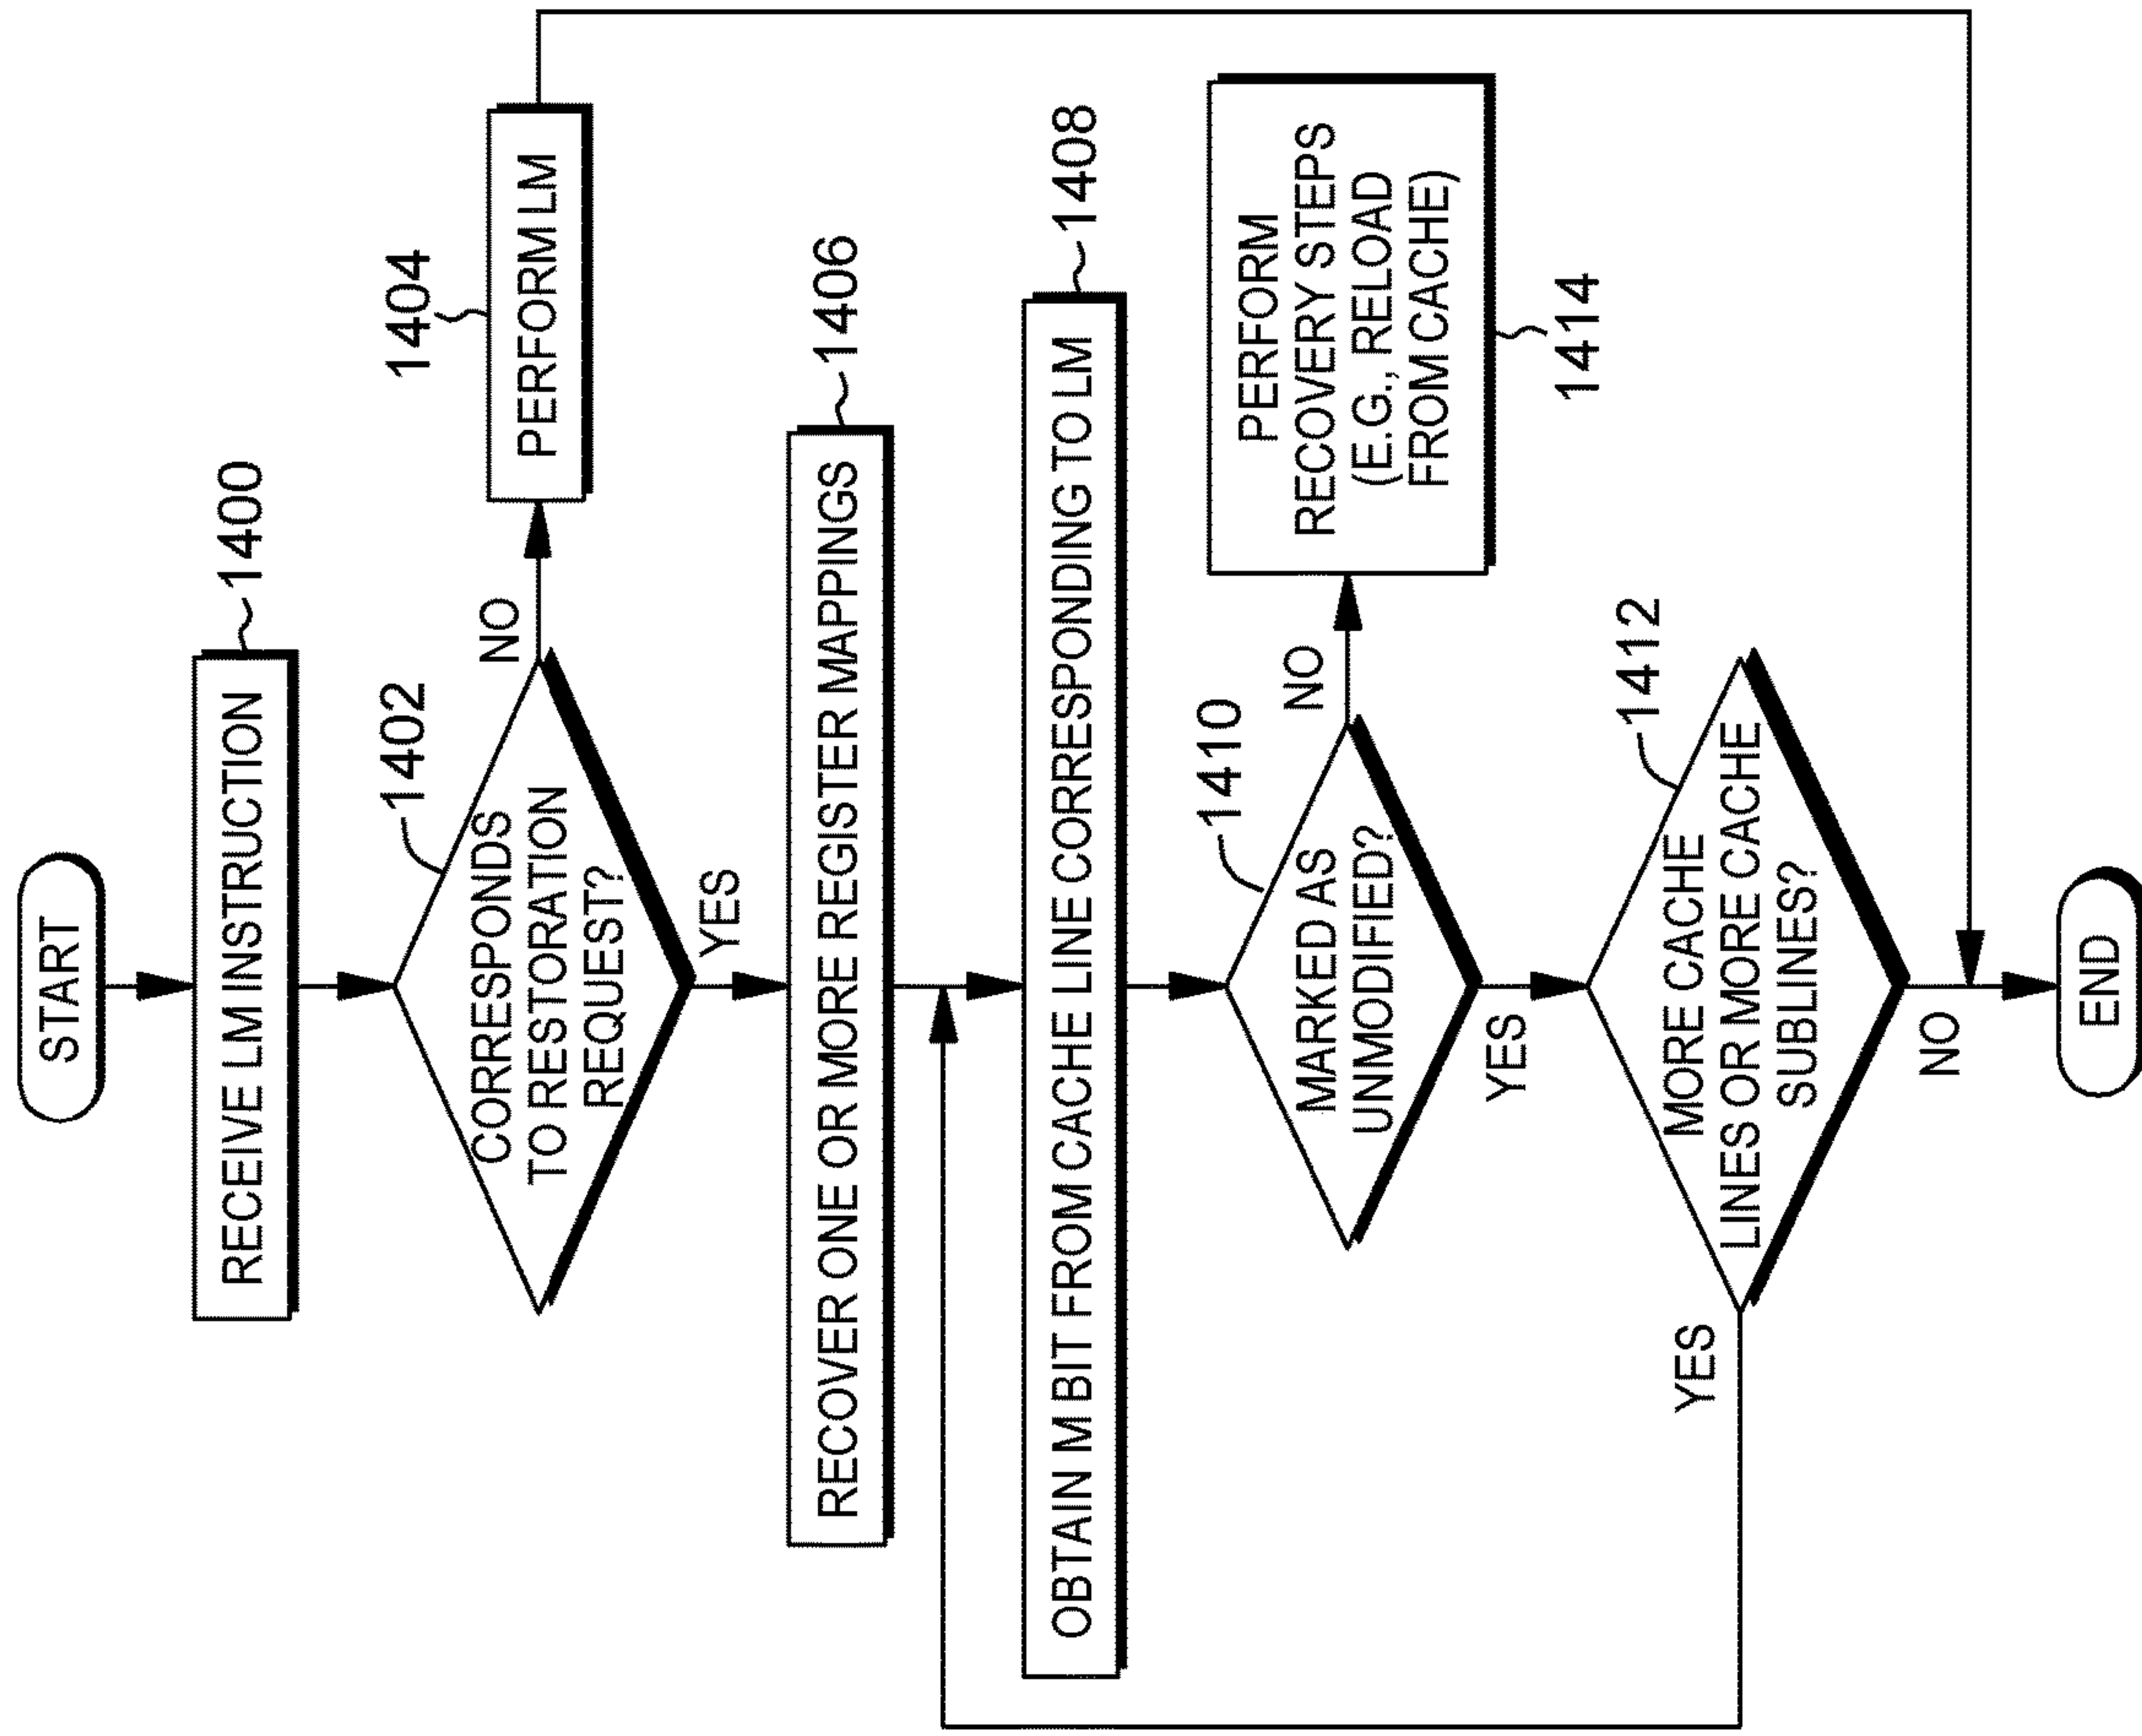 START
RECEIVE LM INSTRUCTION
1400
1402
CORRESPONDS
TO RESTORATION
REQUEST?
NO
1404
PERFORM LM
YES
RECOVER ONE OR MORE REGISTER MAPPINGS
1406
OBTAIN M BIT FROM CACHE LINE CORRESPONDING TO LM
1408
1410
MARKED AS
UNMODIFIED?
NO
PERFORM
RECOVERY STEPS
(E.G., RELOAD
FROM CACHE)
1414
YES
1412
MORE CACHE
LINES OR MORE CACHE
SUBLINES?
YES
NO
END